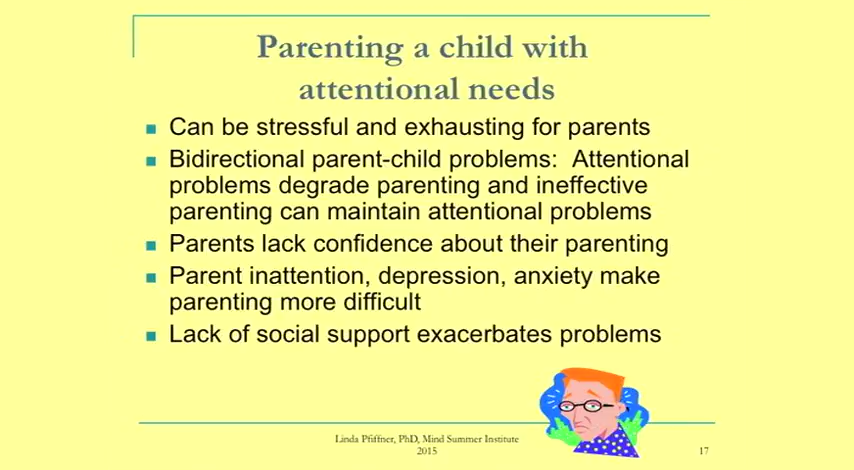 Parenting a child with
attentional needs
Can be stressful and exhausting for parents
Bidirectional parent-child problems: Attentional
problems degrade parenting and ineffective
parenting can maintain attentional problems
Parents lack confidence about their parenting
Parent inattention, depression, anxiety make
parenting more difficult
Lack of social support exacerbates problems
Linda Pfiffner, PhD, Mind Summer Institute
2015
17